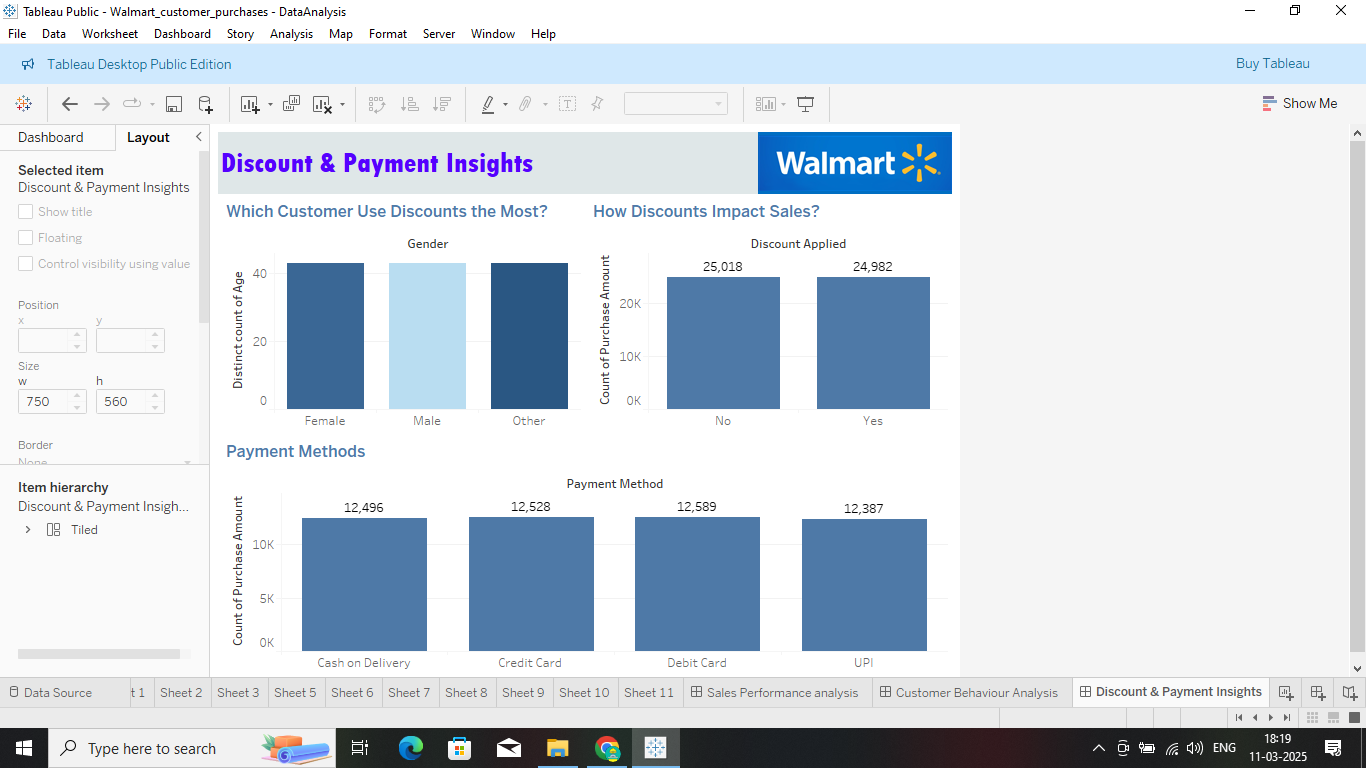 Tableau Public - Walmart_customer_purchases - DataAnalysis
File Data Worksheet Dashboard Story Analysis Map Format Server Window Help
Tableau Desktop Public Edition
Buy Tableau
Show Me
Dashboard Layout
Selected item
Discount & Payment Insights
Show title
Floating
Control visibility using value
Position
x y
Size
w h
750 560
Border
None
Item hierarchy
Discount & Payment Insigh...
Tiled
Discount & Payment Insights
Walmart
Which Customer Use Discounts the Most?
Gender
Distinct count of Age
40
20
0
Female Male Other
How Discounts Impact Sales?
Discount Applied
Count of Purchase Amount
25,018 24,982
20K
10K
0K
No Yes
Payment Methods
Payment Method
Count of Purchase Amount
12,496 12,528 12,589 12,387
10K
5K
0K
Cash on Delivery Credit Card Debit Card UPI
Data Source t 1 Sheet 2 Sheet 3 Sheet 5 Sheet 6 Sheet 7 Sheet 8 Sheet 9 Sheet 10 Sheet 11 Sales Performance analysis Customer Behaviour Analysis Discount & Payment Insights
Type here to search
ENG
18:19
11-03-2025